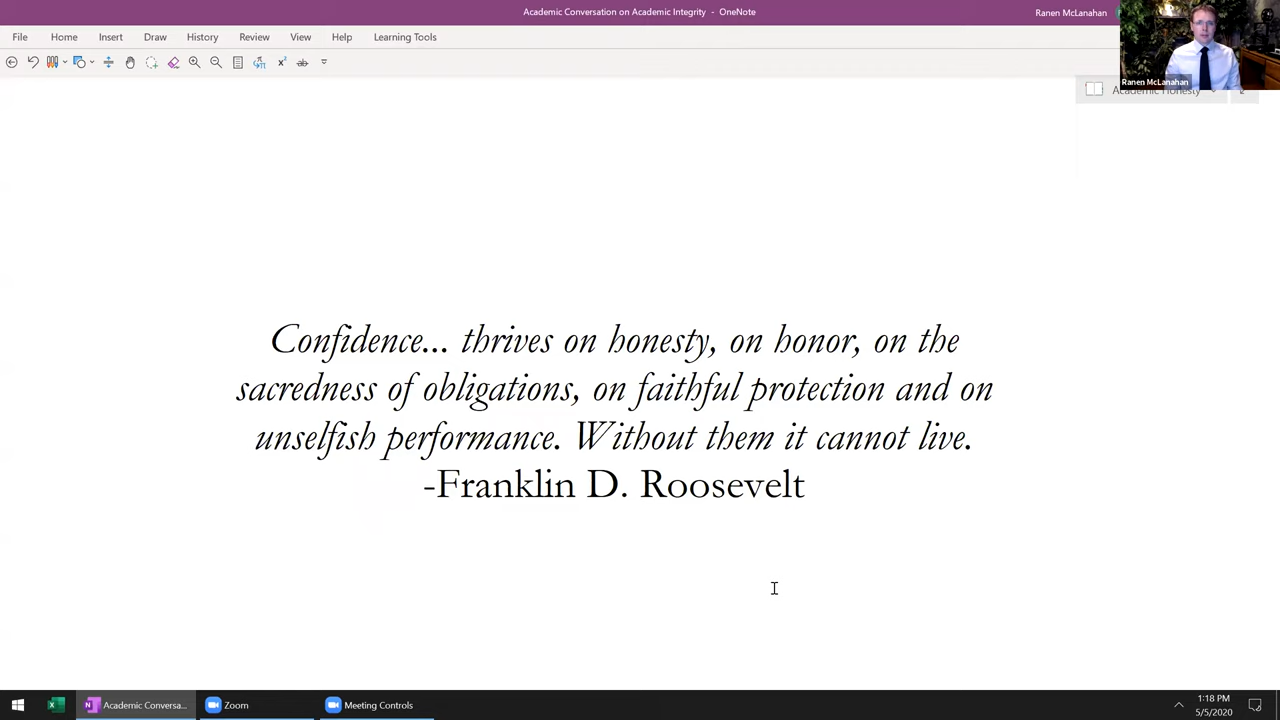 Academic Conversation on Academic Integrity - OneNote
Ranen McLanahan
File Home Insert Draw History Review View Help Learning Tools
Ranen McLanahan
Academic Honesty
Confidence... thrives on honesty, on honor, on the
sacredness of obligations, on faithful protection and on
unselfish performance. Without them it cannot live.
-Franklin D. Roosevelt
Academic Conversa... Zoom Meeting Controls
1:18 PM
5/5/2020